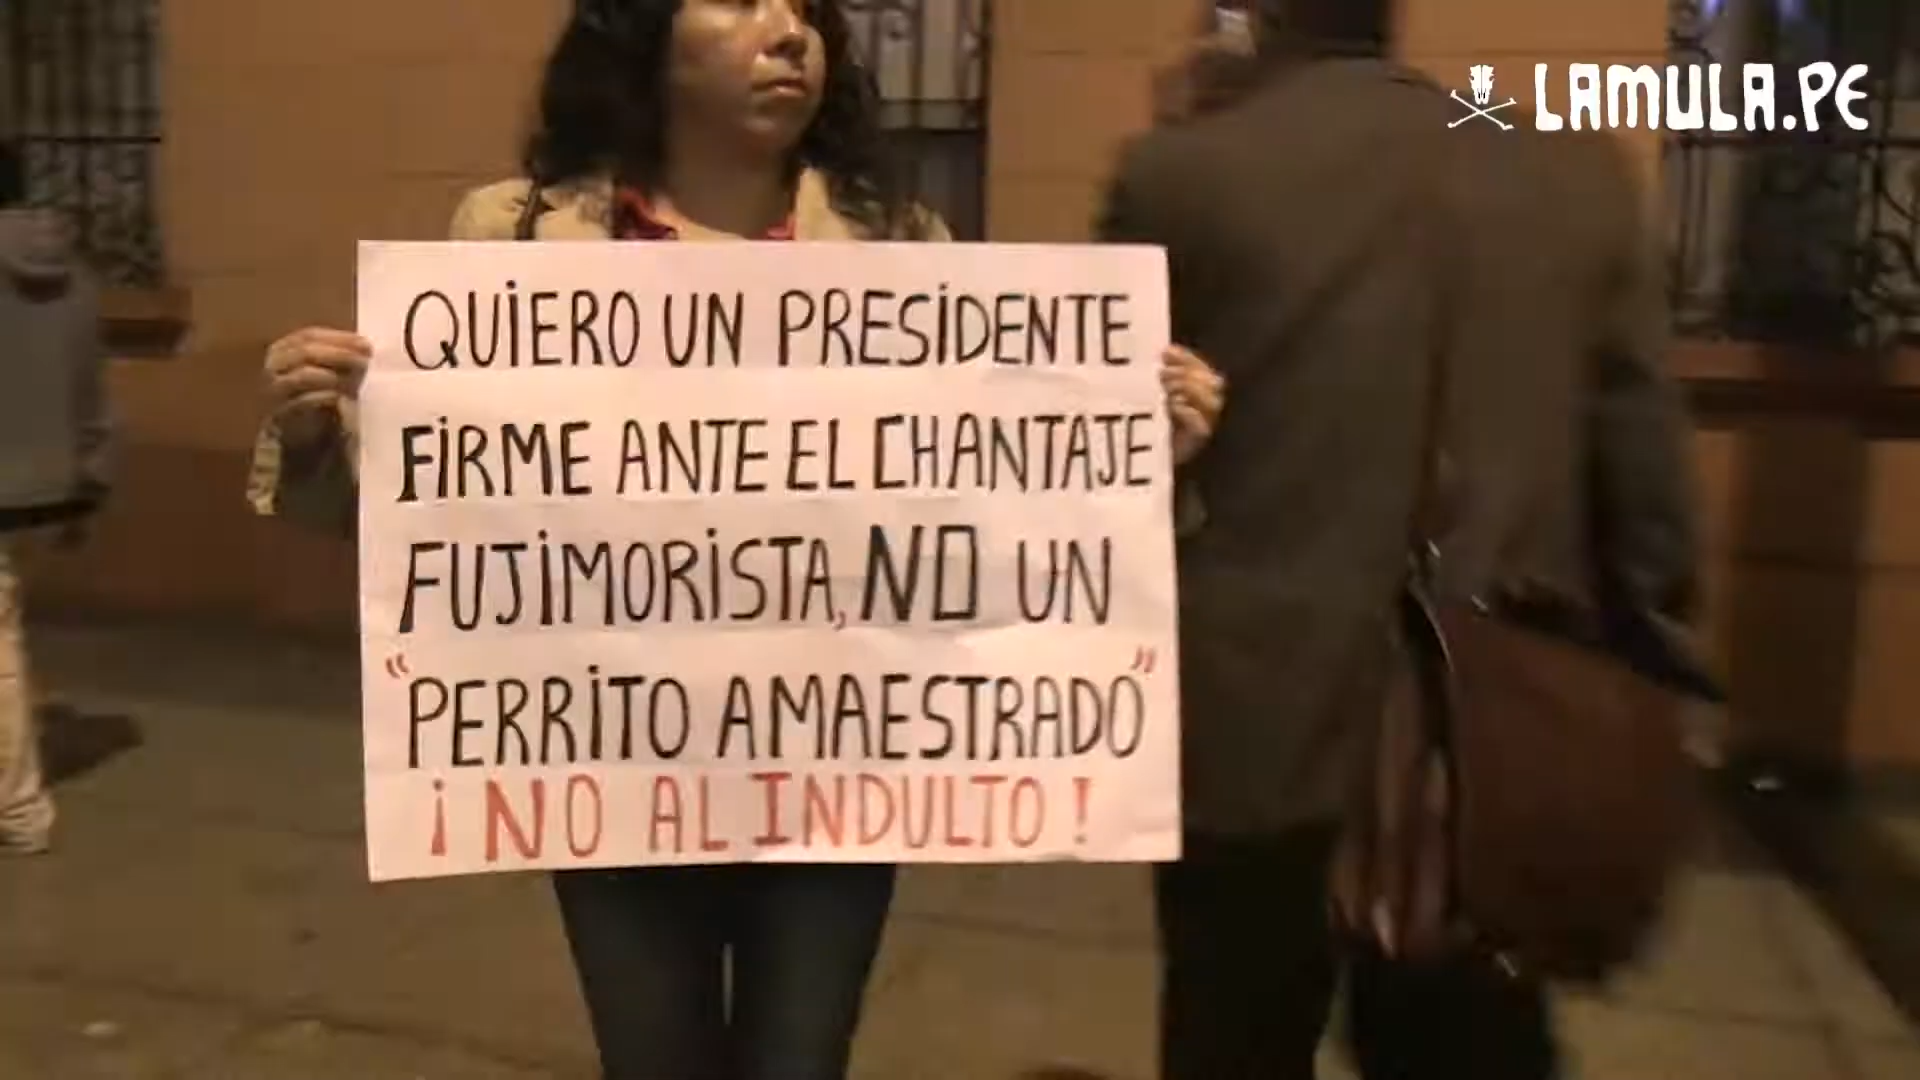 LAMULA.PE
QUIERO UN PRESIDENTE
FIRME ANTE EL CHANTAJE
FUJIMORISTA, NO UN
“PERRITO AMAESTRADO”
¡NO AL INDULTO!